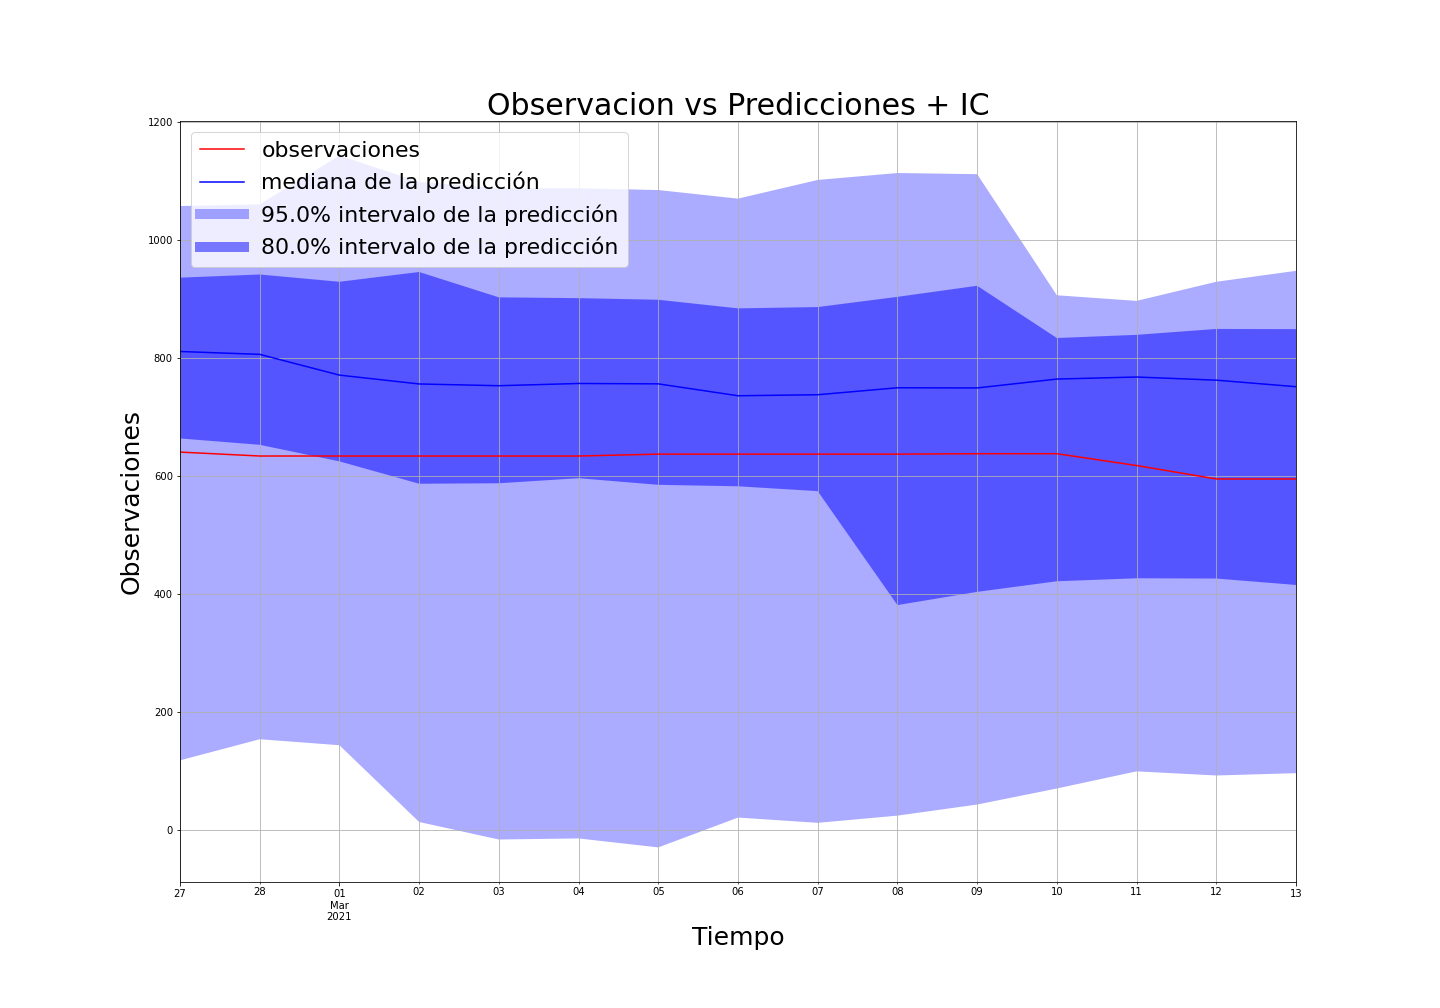 Observacion vs Predicciones + IC
observaciones
mediana de la predicción
95.0% intervalo de la predicción
80.0% intervalo de la predicción
1200
1000
800
600
400
200
0
Observaciones
27 28 01 02 03 04 05 06 07 08 09 10 11 12 13
Mar
2021
Tiempo